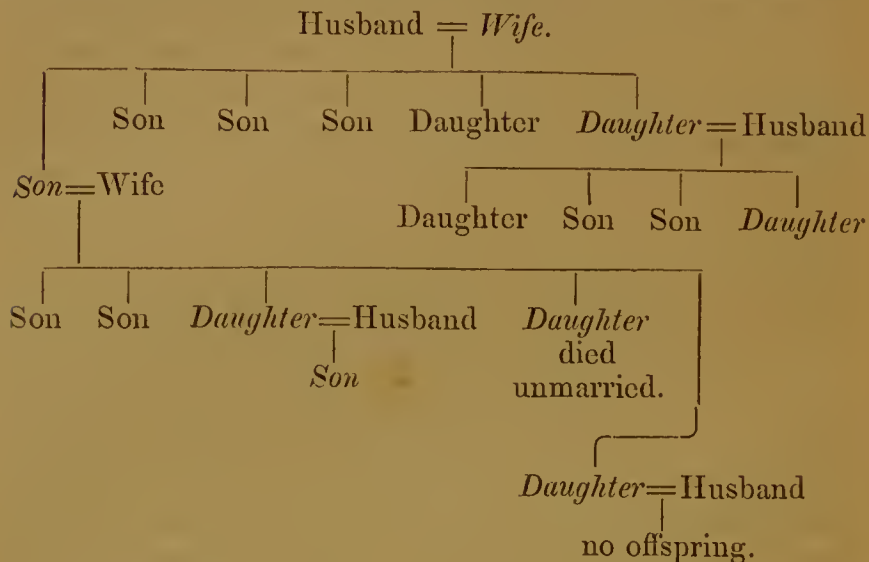 Husband = Wife.
Son Son Son Daughter Daughter = Husband
Son = Wife
Daughter Son Son Daughter
Son Son Daughter = Husband Daughter
died
Son
unmarried.
Daughter = Husband
no offspring.